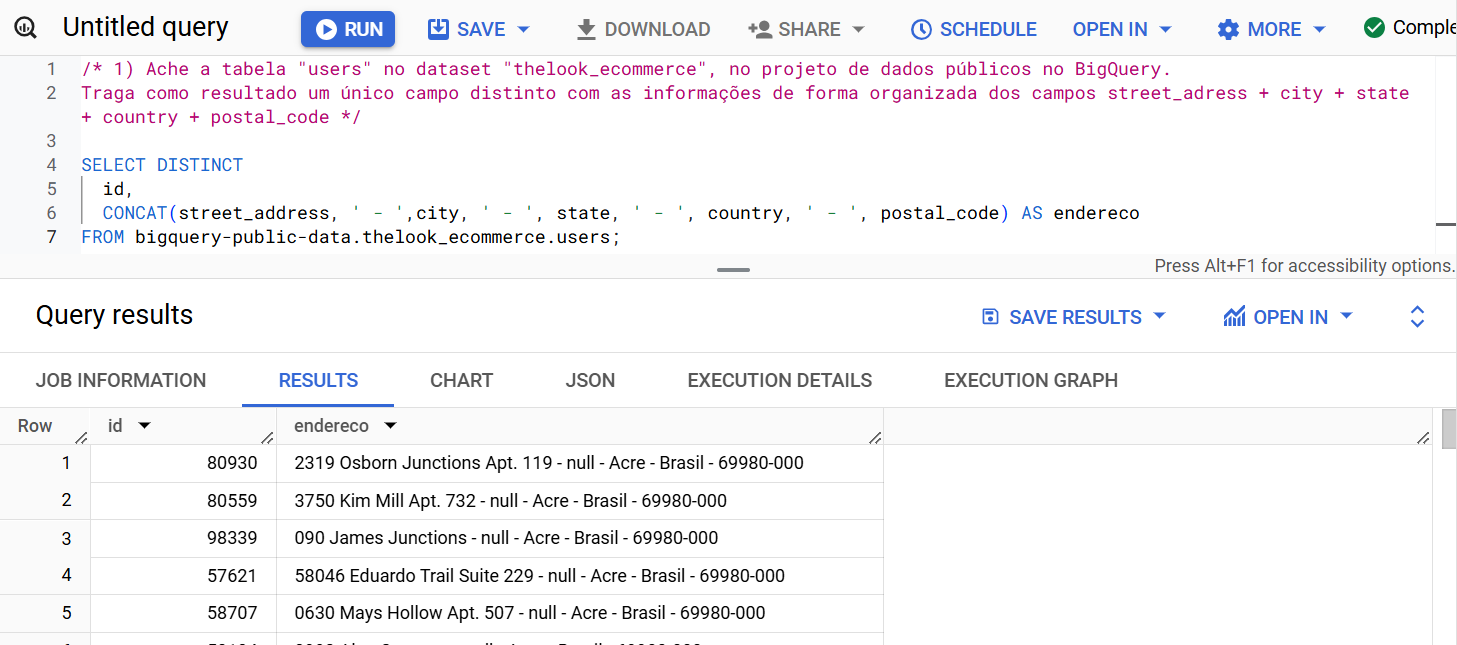 Untitled query RUN SAVE DOWNLOAD SHARE SCHEDULE OPEN IN MORE Comple
1 /* 1) Ache a tabela "users" no dataset "thelook_ecommerce", no projeto de dados públicos no BigQuery.
2 Traga como resultado um único campo distinto com as informações de forma organizada dos campos street_adress + city + state
+ country + postal_code */
3
4 SELECT DISTINCT
5 id,
6 CONCAT(street_address, ' - ',city, ' - ', state, ' - ', country, ' - ', postal_code) AS endereco
7 FROM bigquery-public-data.thelook_ecommerce.users;
Press Alt+F1 for accessibility options.
Query results SAVE RESULTS OPEN IN
JOB INFORMATION RESULTS CHART JSON EXECUTION DETAILS EXECUTION GRAPH
Row id endereco
1 80930 2319 Osborn Junctions Apt. 119 - null - Acre - Brasil - 69980-000
2 80559 3750 Kim Mill Apt. 732 - null - Acre - Brasil - 69980-000
3 98339 090 James Junctions - null - Acre - Brasil - 69980-000
4 57621 58046 Eduardo Trail Suite 229 - null - Acre - Brasil - 69980-000
5 58707 0630 Mays Hollow Apt. 507 - null - Acre - Brasil - 69980-000